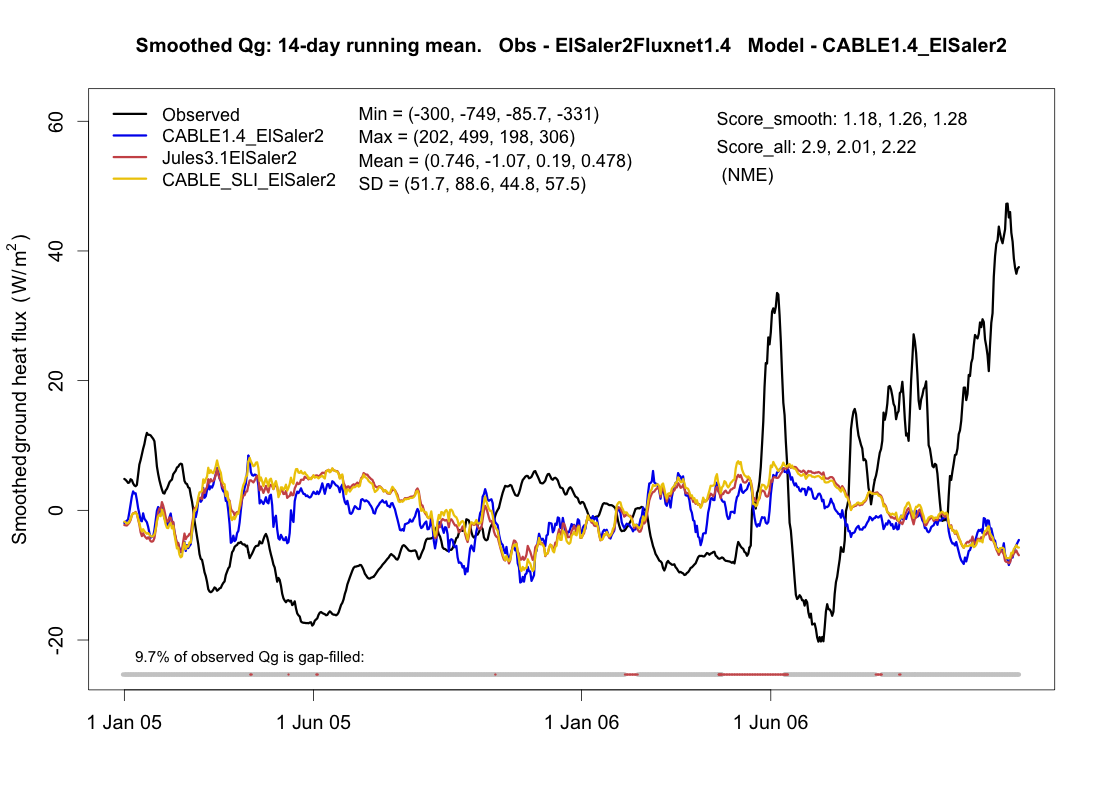 Smoothed Qg: 14-day running mean. Obs - ElSaler2Fluxnet1.4 Model - CABLE1.4_ElSaler2
Observed
CABLE1.4_ElSaler2
Jules3.1ElSaler2
CABLE_SLI_ElSaler2
Min = (-300, -749, -85.7, -331)
Max = (202, 499, 198, 306)
Mean = (0.746, -1.07, 0.19, 0.478)
SD = (51.7, 88.6, 44.8, 57.5)
Score_smooth: 1.18, 1.26, 1.28
Score_all: 2.9, 2.01, 2.22
(NME)
Smoothed ground heat flux (W/m²)
60
40
20
0
-20
9.7% of observed Qg is gap-filled:
1 Jan 05
1 Jun 05
1 Jan 06
1 Jun 06